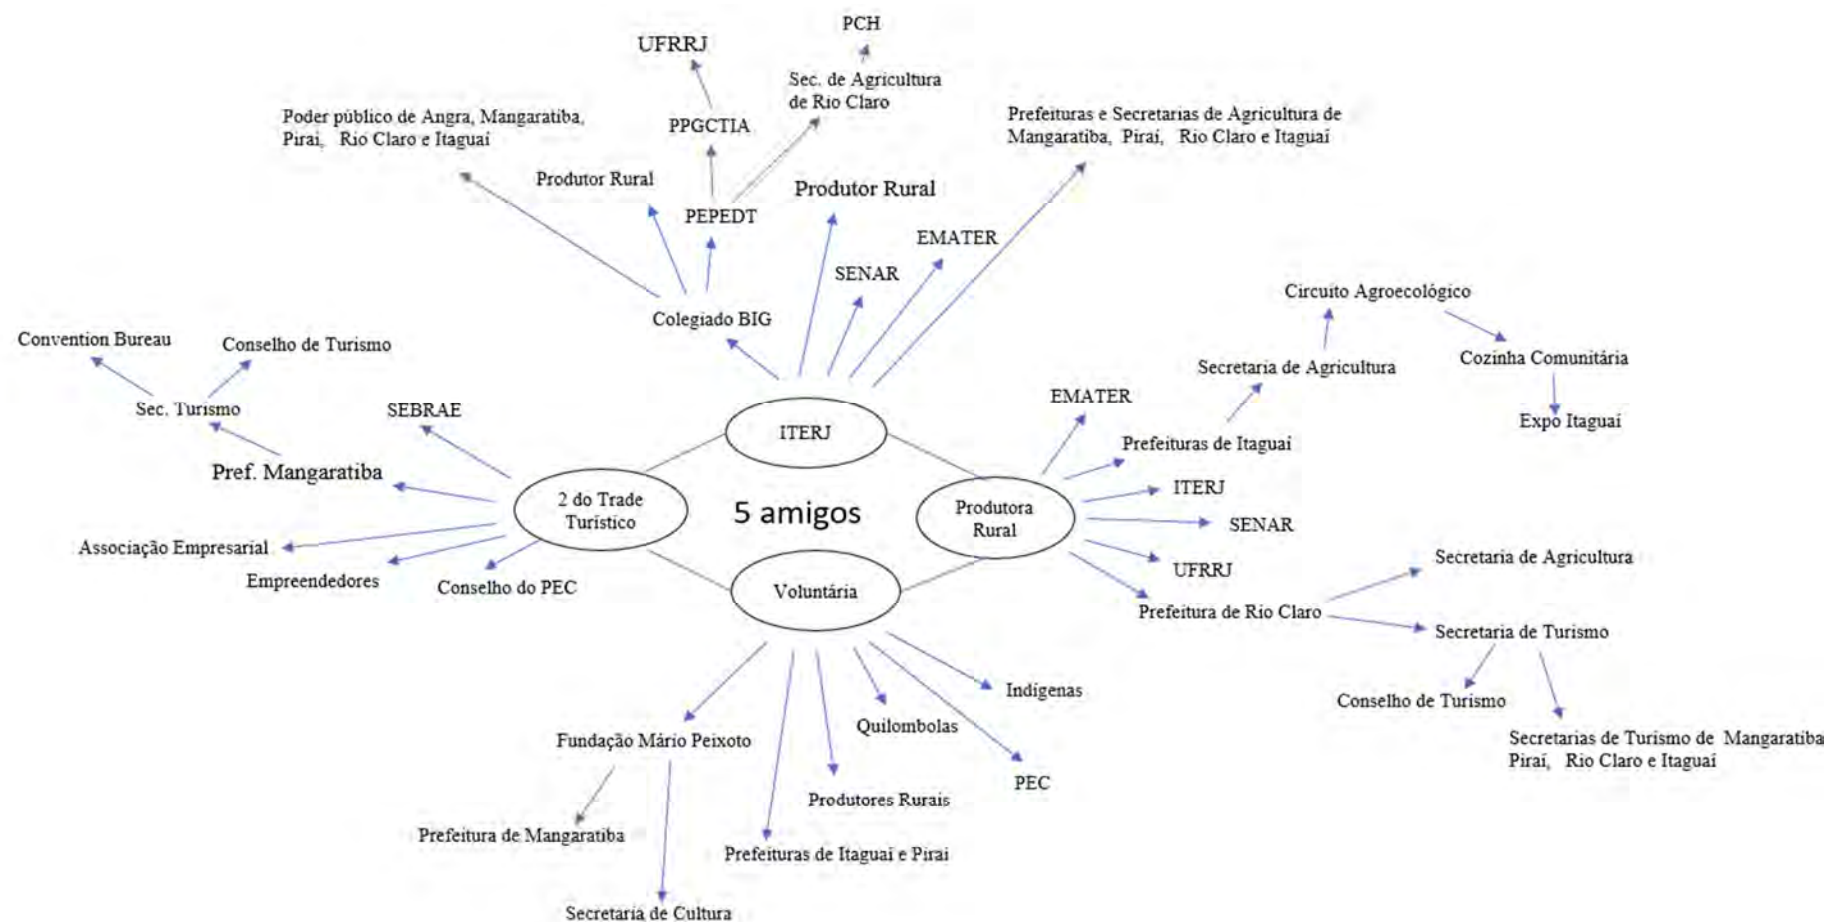 PCH
UFRRJ
Sec. de Agricultura
de Rio Claro
Poder público de Angra, Mangaratiba,
Piraí, Rio Claro e Itaguaí
PPGCTIA
Prefeituras e Secretarias de Agricultura de
Mangaratiba, Piraí, Rio Claro e Itaguaí
Produtor Rural
Produtor Rural
PEPEDT
EMATER
SENAR
Colegiado BIG
Circuito Agroecológico
Convention Bureau
Conselho de Turismo
Cozinha Comunitária
Secretaria de Agricultura
Sec. Turismo
SEBRAE
EMATER
Expo Itaguaí
ITERJ
Prefeituras de Itaguaí
Pref. Mangaratiba
ITERJ
2 do Trade
Turístico
5 amigos
Produtora
Rural
SENAR
Associação Empresarial
Empreendedores
Conselho do PEC
Voluntária
UFRRJ
Secretaria de Agricultura
Prefeitura de Rio Claro
Secretaria de Turismo
Indígenas
Conselho de Turismo
Quilombolas
Fundação Mário Peixoto
Secretarias de Turismo de Mangaratiba
Piraí, Rio Claro e Itaguaí
PEC
Produtores Rurais
Prefeitura de Mangaratiba
Prefeituras de Itaguaí e Piraí
Secretaria de Cultura